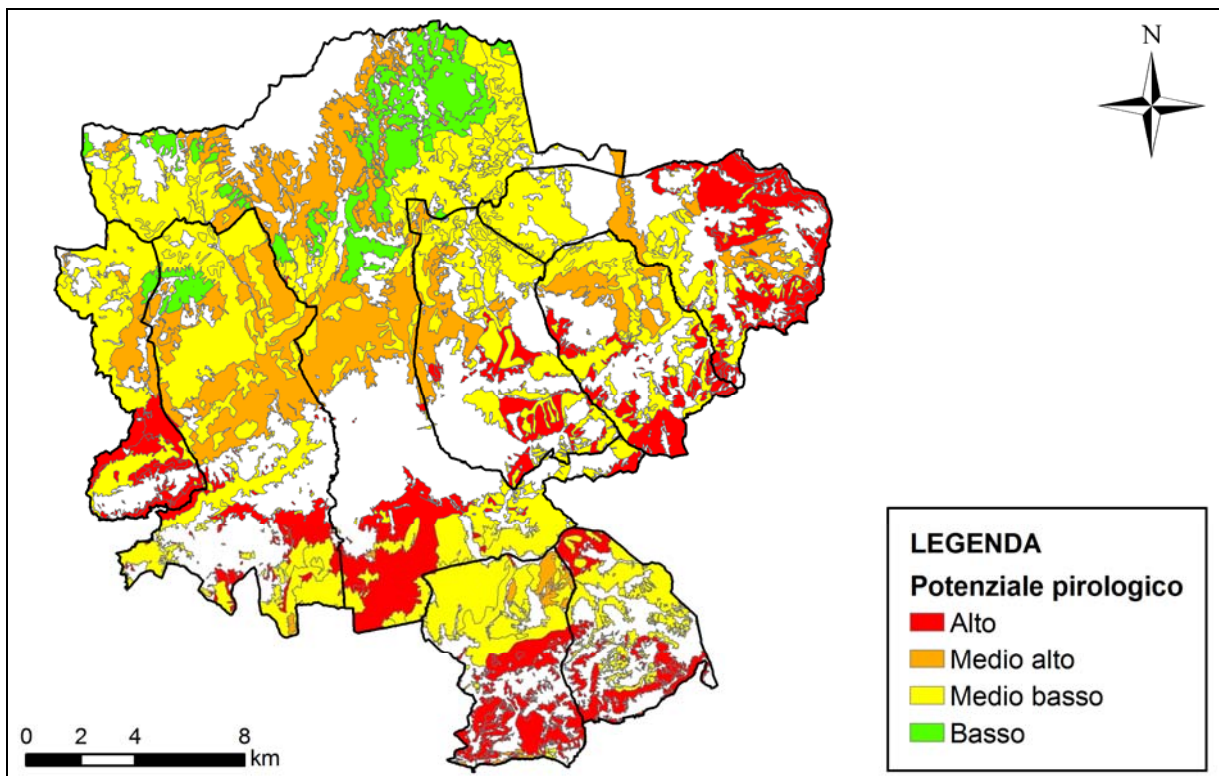 N
LEGENDA
Potenziale pirologico
Alto
Medio alto
Medio basso
Basso
0 2 4 8
km